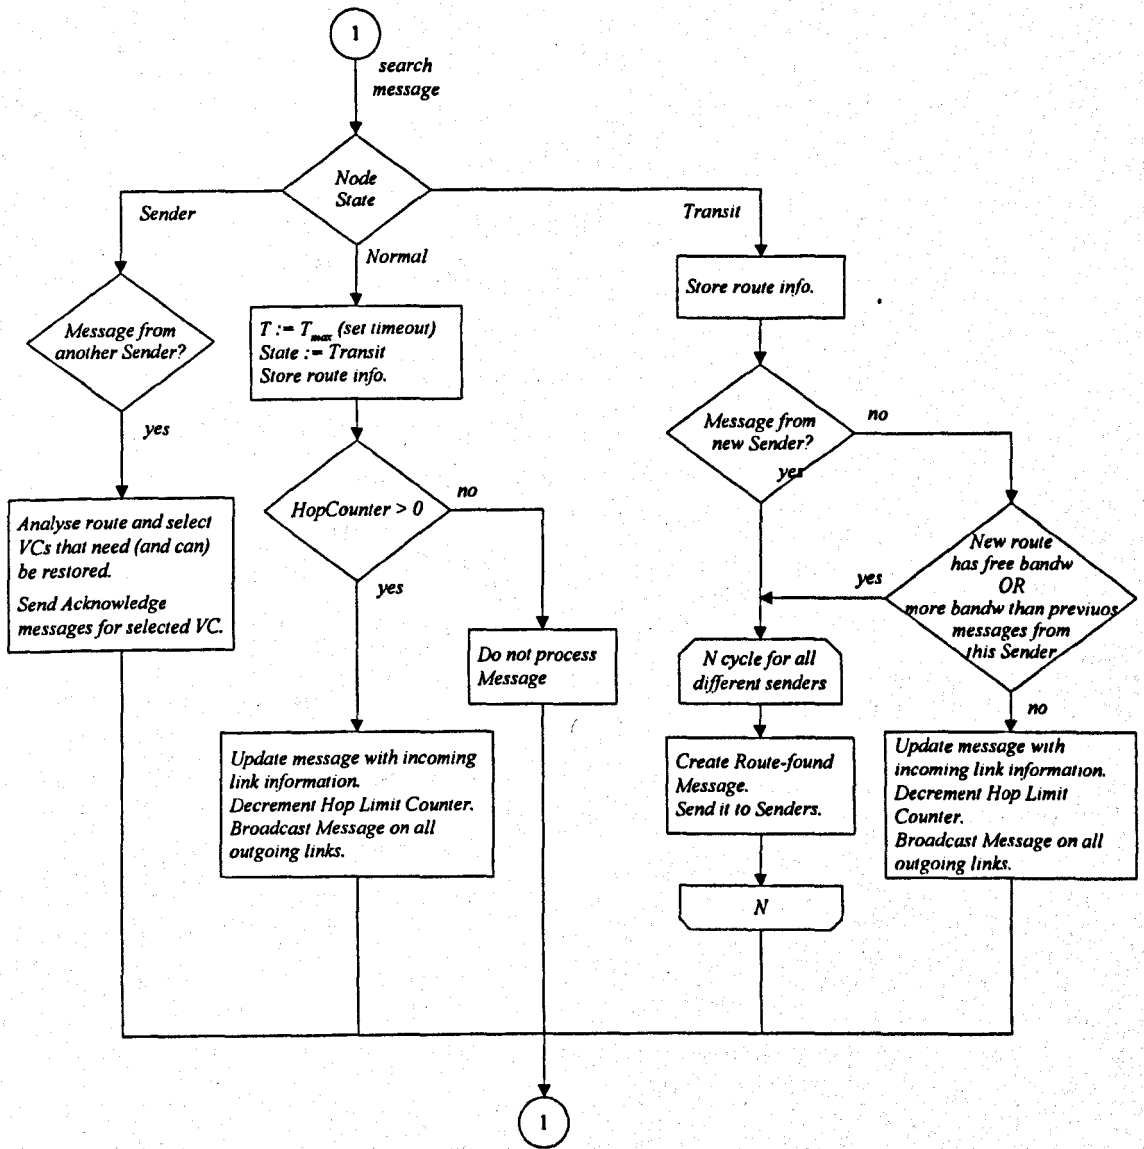 1
search
message
Node
State
Sender
Normal
Transit
Message from
another Sender?
yes
Analyse route and select
VCs that need (and can)
be restored.
Send Acknowledge
messages for selected VC.
T := Tmax (set timeout)
State := Transit
Store route info.
HopCounter > 0
no
yes
Do not process
Message
Update message with incoming
link information.
Decrement Hop Limit Counter.
Broadcast Message on all
outgoing links.
Store route info.
Message from
new Sender?
no
yes
New route
has free bandw
OR
more bandw than previuos
messages from
this Sender
yes
no
N cycle for all
different senders
Create Route-found
Message.
Send it to Senders.
N
Update message with
incoming link information.
Decrement Hop Limit
Counter.
Broadcast Message on all
outgoing links.
1